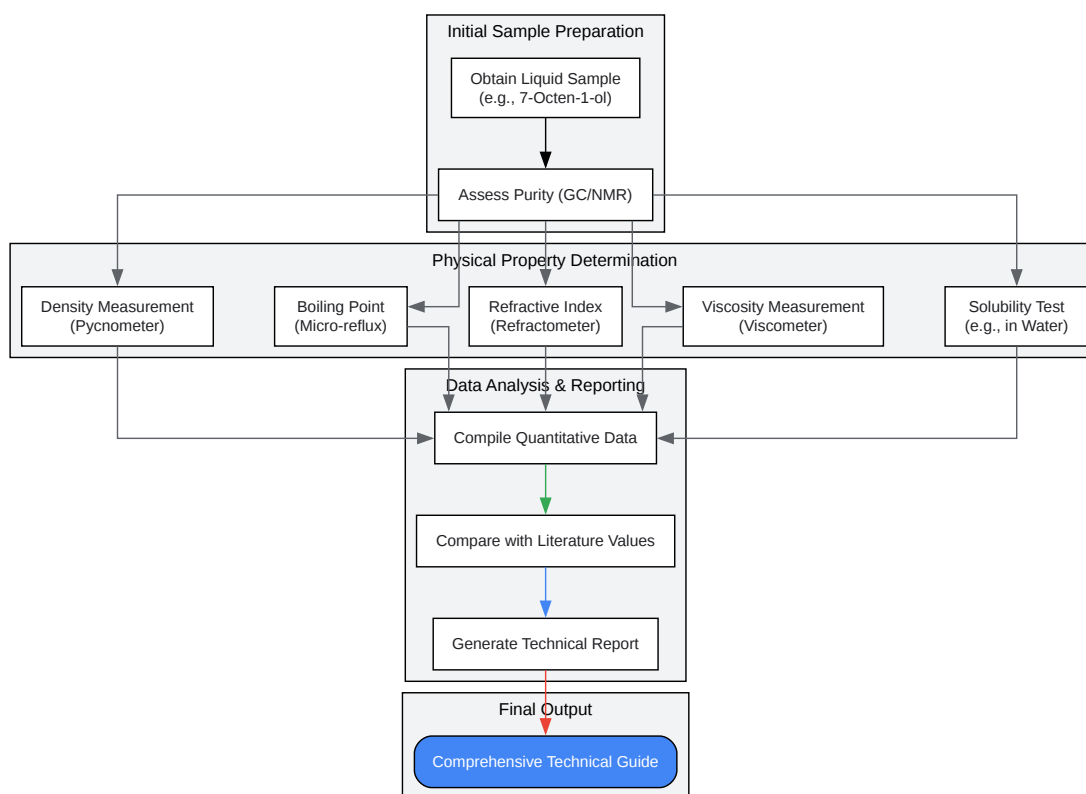 Initial Sample Preparation
Obtain Liquid Sample
(e.g., 7-Octen-1-ol)
Assess Purity (GC/NMR)
Physical Property Determination
Density Measurement
(Pycnometer)
Boiling Point
(Micro-reflux)
Refractive Index
(Refractometer)
Viscosity Measurement
(Viscometer)
Solubility Test
(e.g., in Water)
Data Analysis & Reporting
Compile Quantitative Data
Compare with Literature Values
Generate Technical Report
Final Output
Comprehensive Technical Guide